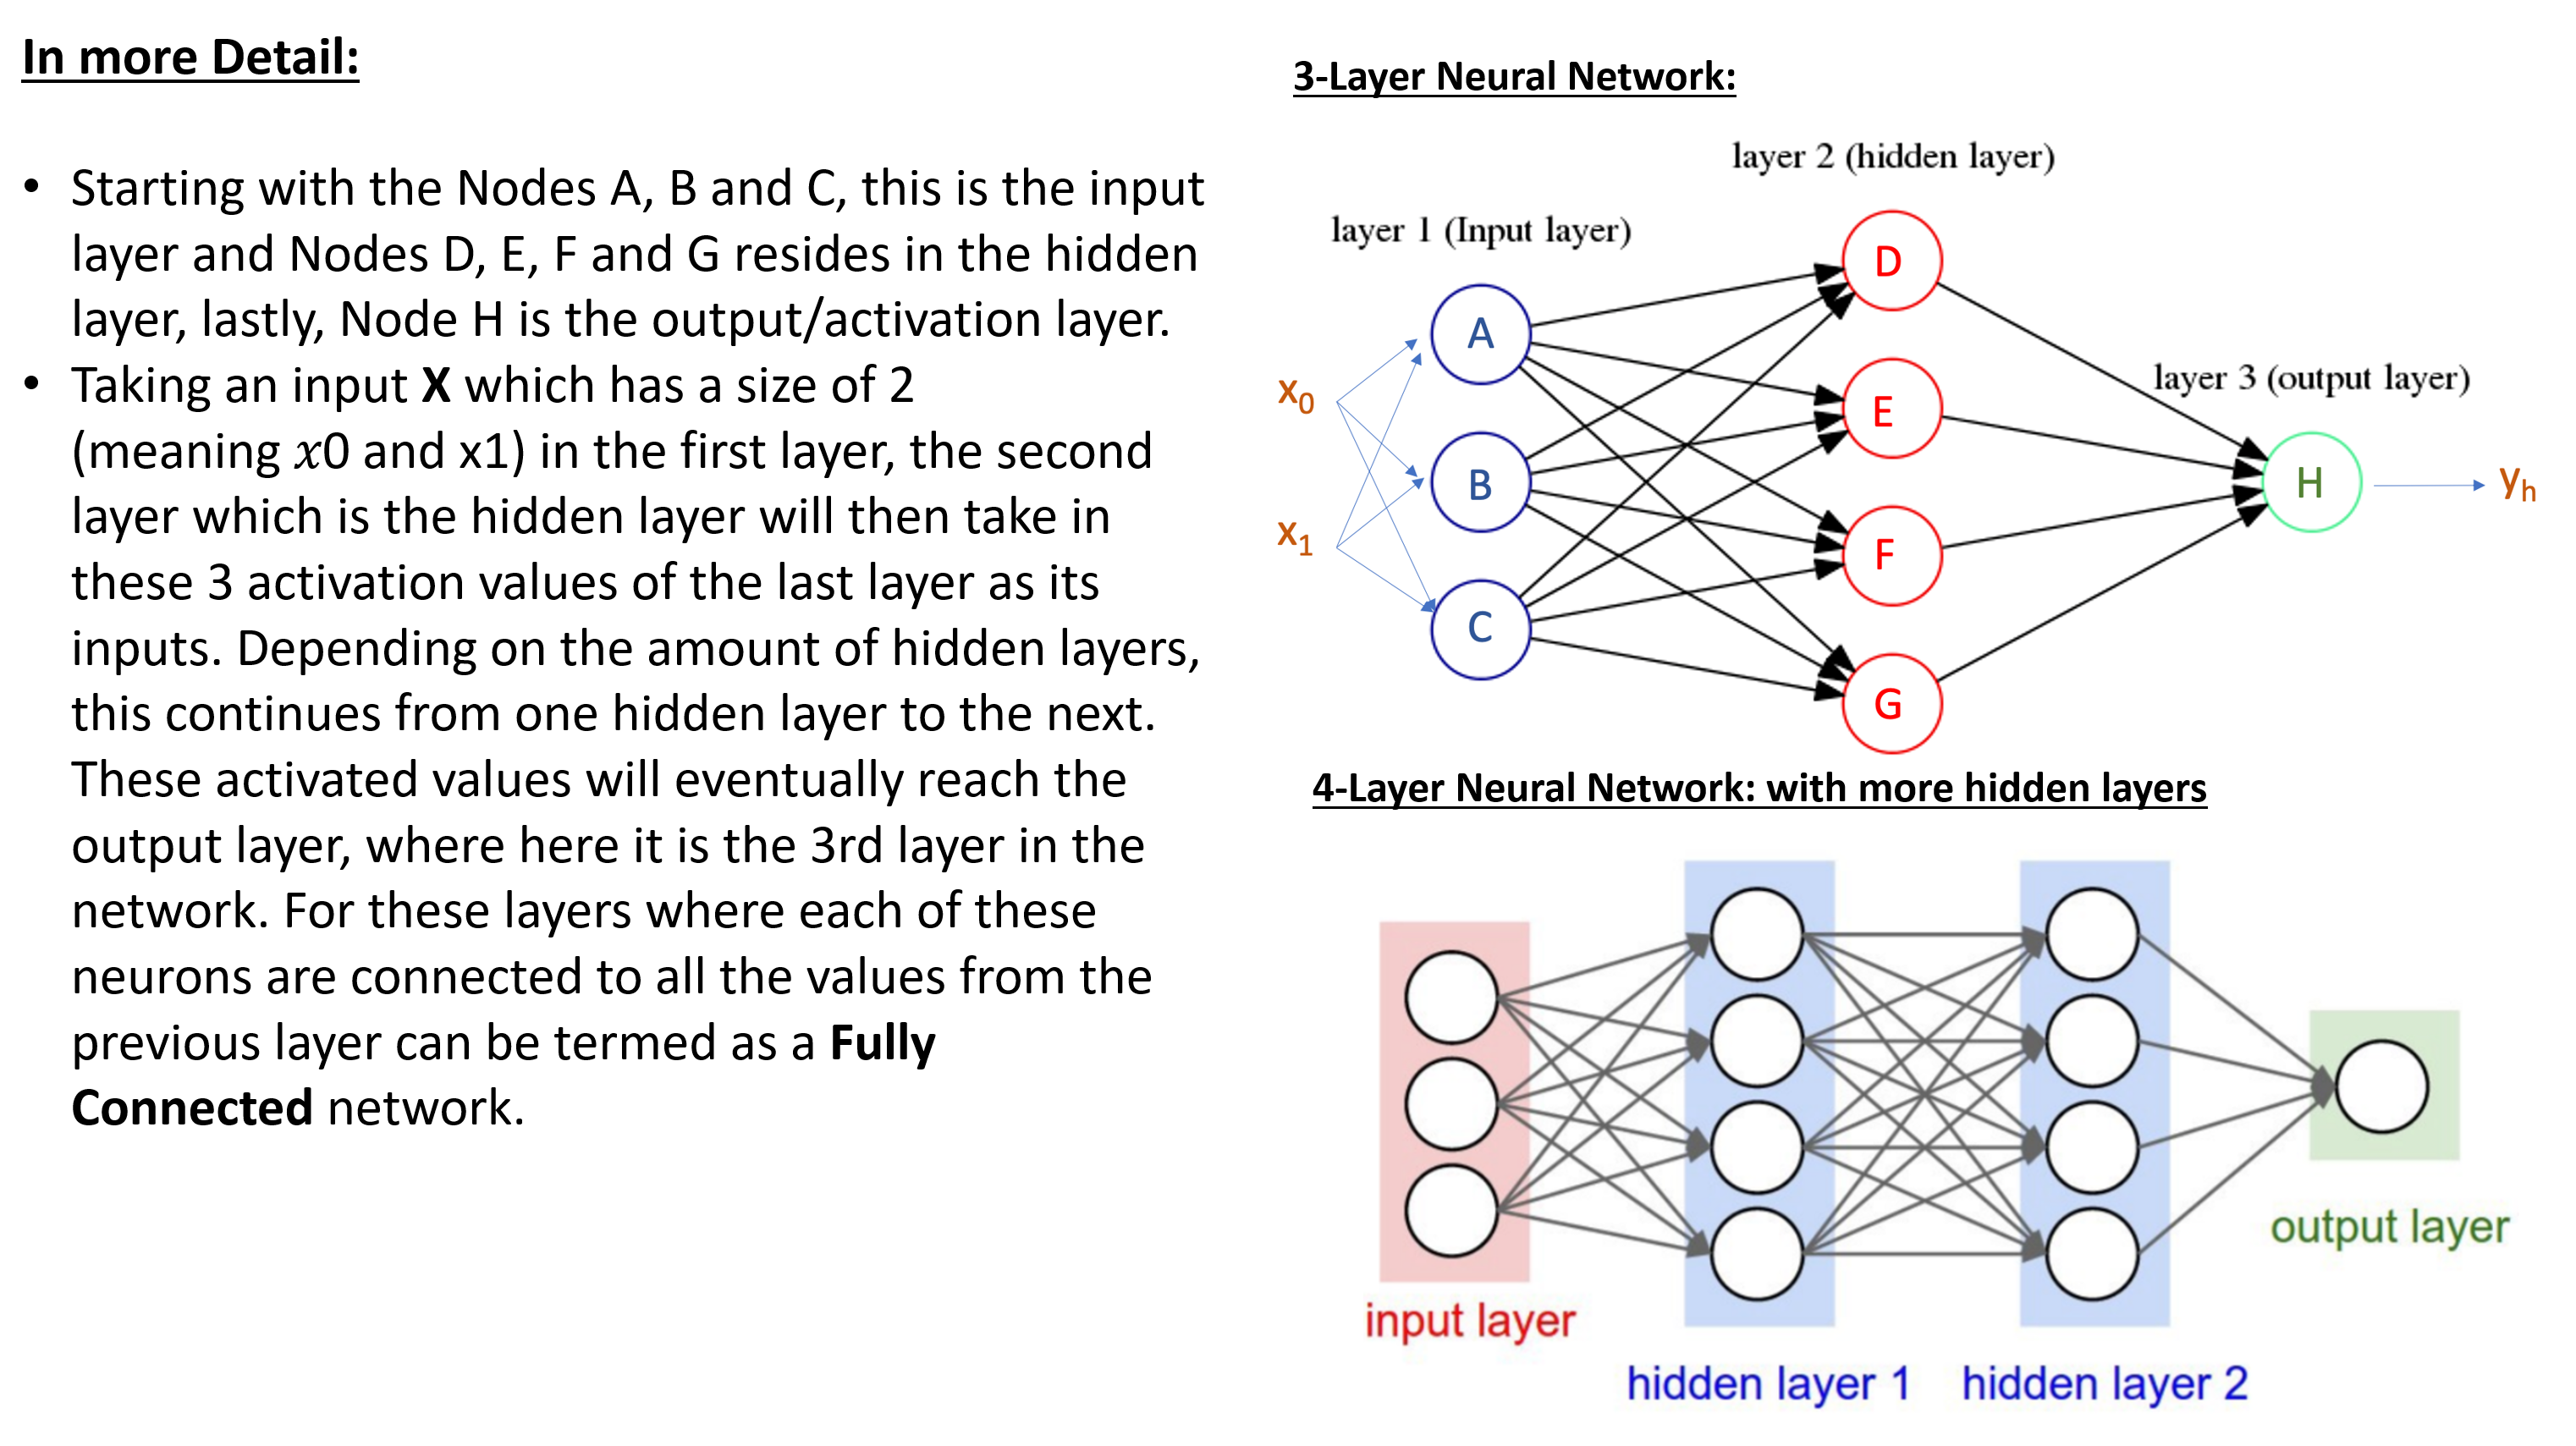 In more Detail:
• Starting with the Nodes A, B and C, this is the input
layer and Nodes D, E, F and G resides in the hidden
layer, lastly, Node H is the output/activation layer.
• Taking an input X which has a size of 2
(meaning 𝑥0 and x1) in the first layer, the second
layer which is the hidden layer will then take in
these 3 activation values of the last layer as its
inputs. Depending on the amount of hidden layers,
this continues from one hidden layer to the next.
These activated values will eventually reach the
output layer, where here it is the 3rd layer in the
network. For these layers where each of these
neurons are connected to all the values from the
previous layer can be termed as a Fully
Connected network.
3-Layer Neural Network:
layer 2 (hidden layer)
layer 1 (Input layer)
D
A
layer 3 (output layer)
x0
E
B
H
yh
x1
F
C
G
4-Layer Neural Network: with more hidden layers
output layer
input layer
hidden layer 1
hidden layer 2